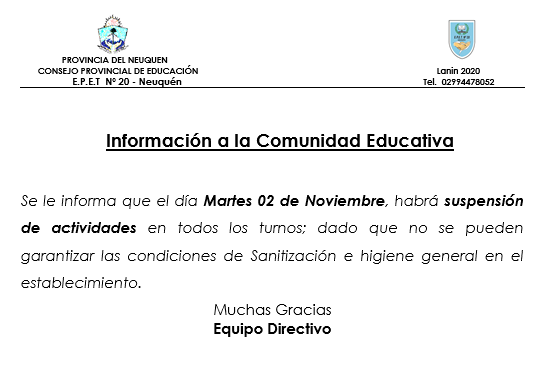 PROVINCIA DEL NEUQUEN
CONSEJO PROVINCIAL DE EDUCACIÓN
E.P.E.T Nº 20 - Neuquén
Lanin 2020
Tel. 02994478052
Información a la Comunidad Educativa
Se le informa que el día Martes 02 de Noviembre, habrá suspensión
de actividades en todos los turnos; dado que no se pueden
garantizar las condiciones de Sanitización e higiene general en el
establecimiento.
Muchas Gracias
Equipo Directivo